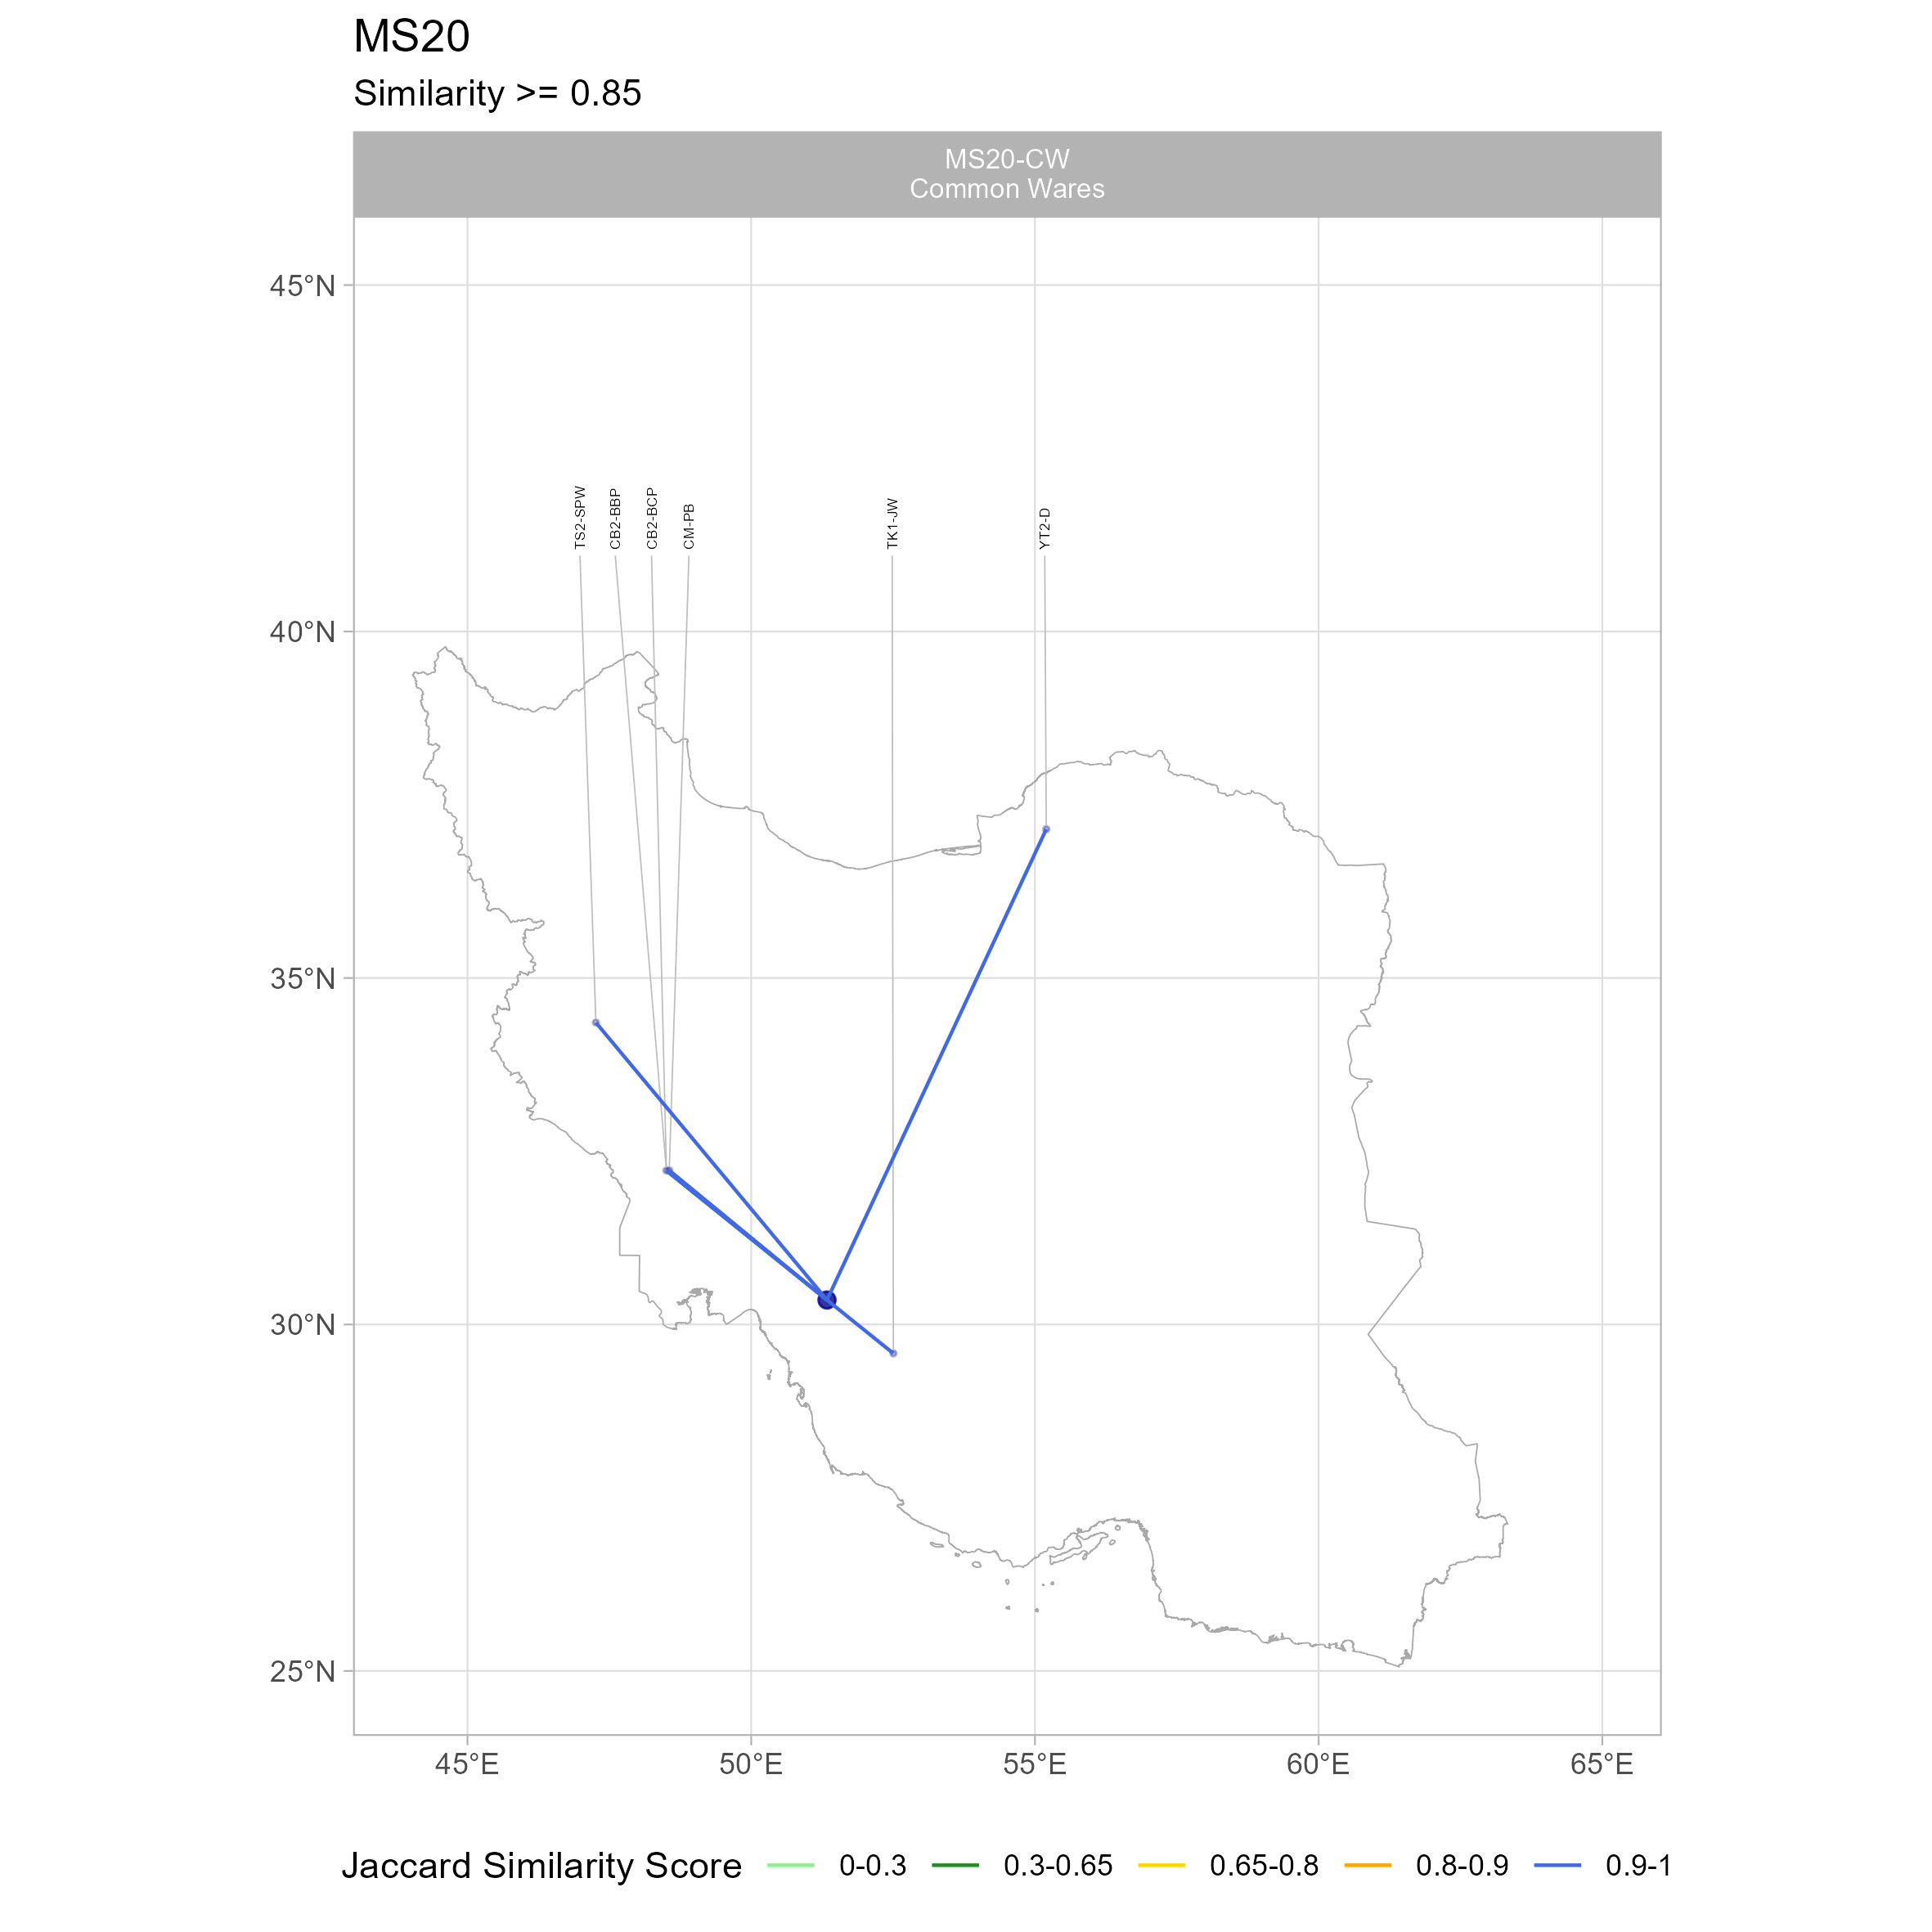 MS20
Similarity >= 0.85
MS20-CW
Common Wares
45°N
40°N
35°N
30°N
25°N
TS2-SPW
CB2-BBP
CB2-BCP
CM-PB
TK1-JW
YT2-D
45°E
50°E
55°E
60°E
65°E
Jaccard Similarity Score 0-0.3 0.3-0.65 0.65-0.8 0.8-0.9 0.9-1